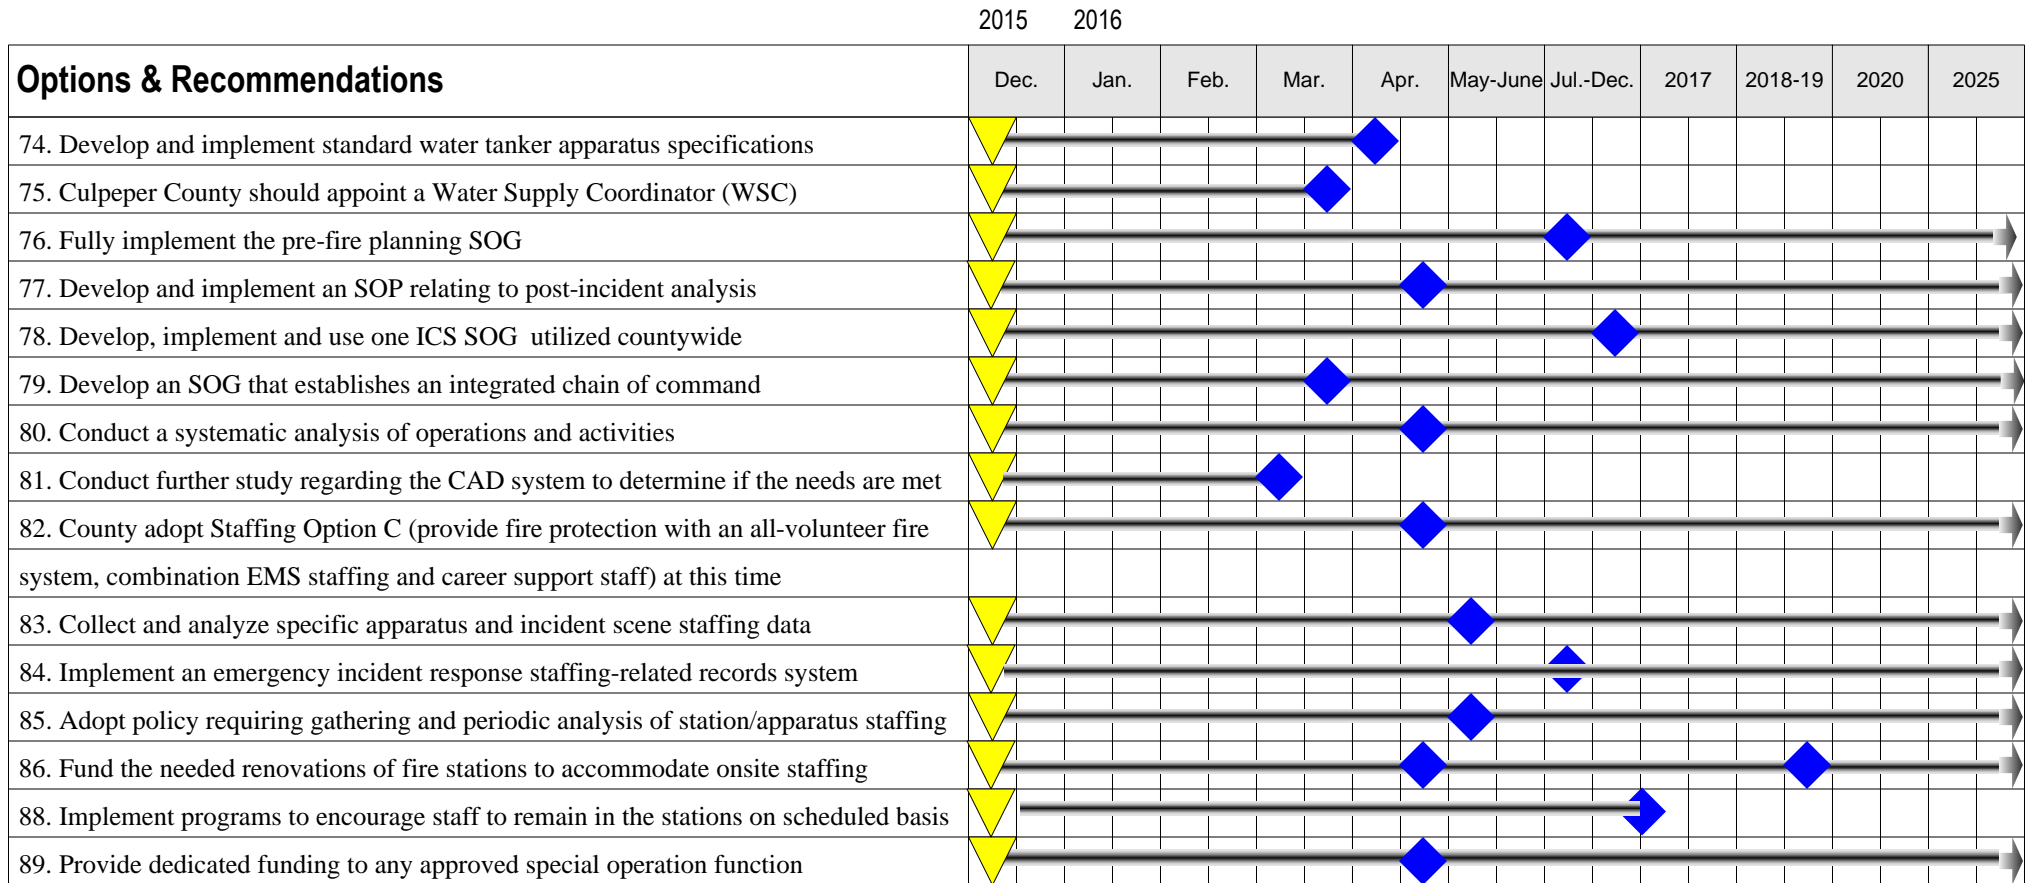 2015 2016
Options & Recommendations Dec. Jan. Feb. Mar. Apr. May-June Jul.-Dec. 2017 2018-19 2020 2025
74. Develop and implement standard water tanker apparatus specifications
75. Culpeper County should appoint a Water Supply Coordinator (WSC)
76. Fully implement the pre-fire planning SOG
77. Develop and implement an SOP relating to post-incident analysis
78. Develop, implement and use one ICS SOG  utilized countywide
79. Develop an SOG that establishes an integrated chain of command
80. Conduct a systematic analysis of operations and activities
81. Conduct further study regarding the CAD system to determine if the needs are met
82. County adopt Staffing Option C (provide fire protection with an all-volunteer fire
system, combination EMS staffing and career support staff) at this time
83. Collect and analyze specific apparatus and incident scene staffing data
84. Implement an emergency incident response staffing-related records system
85. Adopt policy requiring gathering and periodic analysis of station/apparatus staffing
86. Fund the needed renovations of fire stations to accommodate onsite staffing
88. Implement programs to encourage staff to remain in the stations on scheduled basis
89. Provide dedicated funding to any approved special operation function